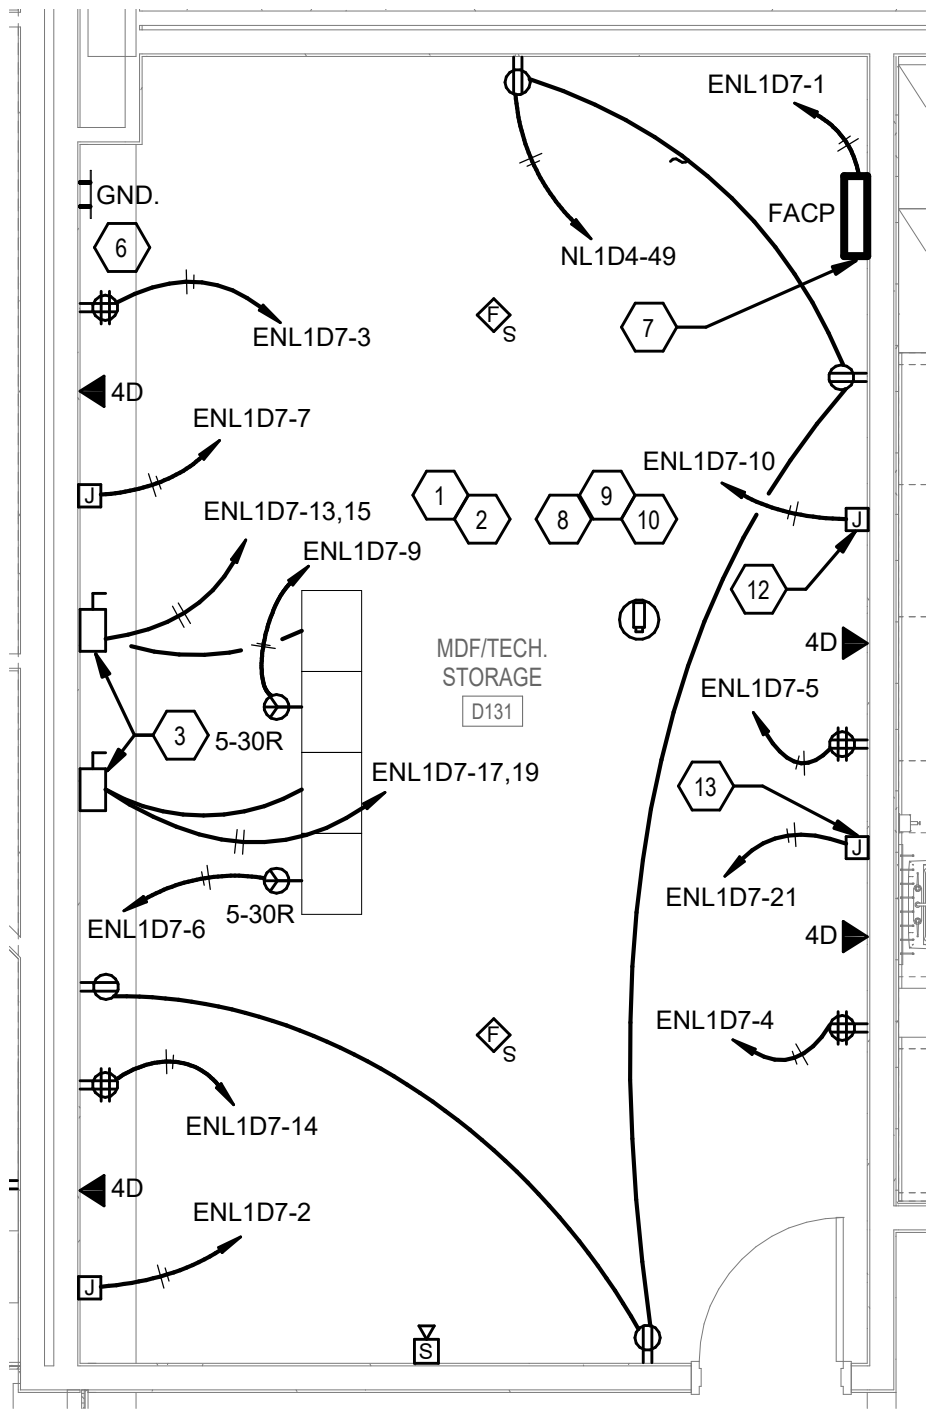 ENL1D7-1
GND.
FACP
6
NL1D4-49
F
S
7
ENL1D7-3
4D
ENL1D7-7
ENL1D7-10
J
1
2
8
9
10
J
ENL1D7-13,15
ENL1D7-9
12
MDF/TECH.
STORAGE
D131
4D
ENL1D7-5
3
5-30R
ENL1D7-17,19
13
J
ENL1D7-21
5-30R
ENL1D7-6
4D
F
S
ENL1D7-4
ENL1D7-14
4D
ENL1D7-2
J
S